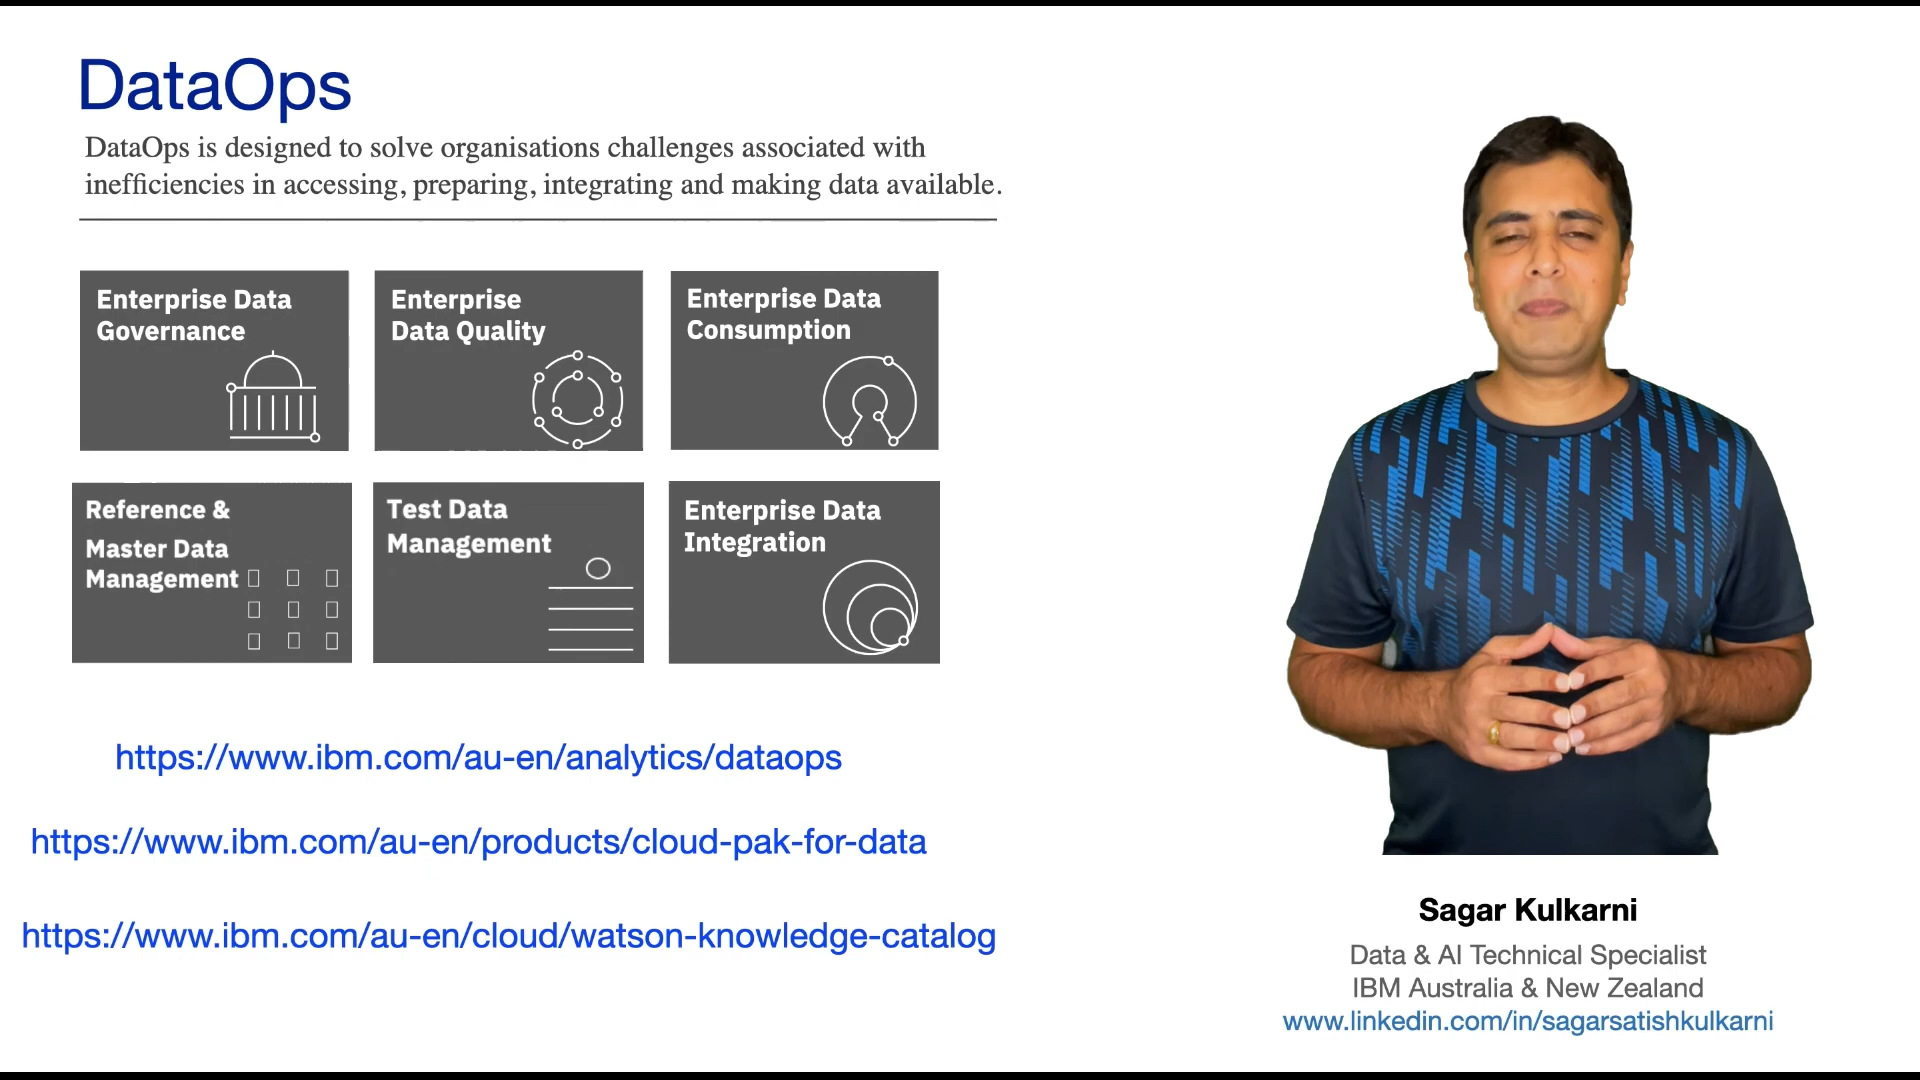 DataOps
DataOps is designed to solve organisations challenges associated with
inefficiencies in accessing, preparing, integrating and making data available.
Enterprise Data
Governance
Enterprise
Data Quality
Enterprise Data
Consumption
Reference &
Master Data
Management
Test Data
Management
Enterprise Data
Integration
https://www.ibm.com/au-en/analytics/dataops
https://www.ibm.com/au-en/products/cloud-pak-for-data
https://www.ibm.com/au-en/cloud/watson-knowledge-catalog
Sagar Kulkarni
Data & AI Technical Specialist
IBM Australia & New Zealand
www.linkedin.com/in/sagarsatishkulkarni